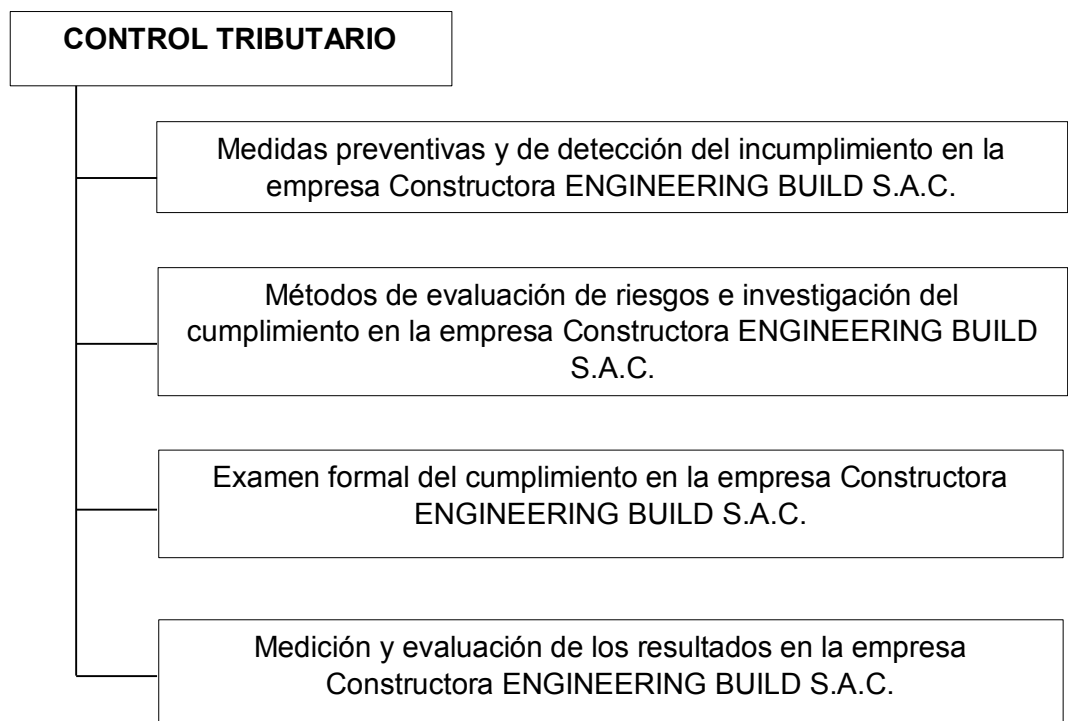 CONTROL TRIBUTARIO
Medidas preventivas y de detección del incumplimiento en la
empresa Constructora ENGINEERING BUILD S.A.C.
Métodos de evaluación de riesgos e investigación del
cumplimiento en la empresa Constructora ENGINEERING BUILD
S.A.C.
Examen formal del cumplimiento en la empresa Constructora
ENGINEERING BUILD S.A.C.
Medición y evaluación de los resultados en la empresa
Constructora ENGINEERING BUILD S.A.C.